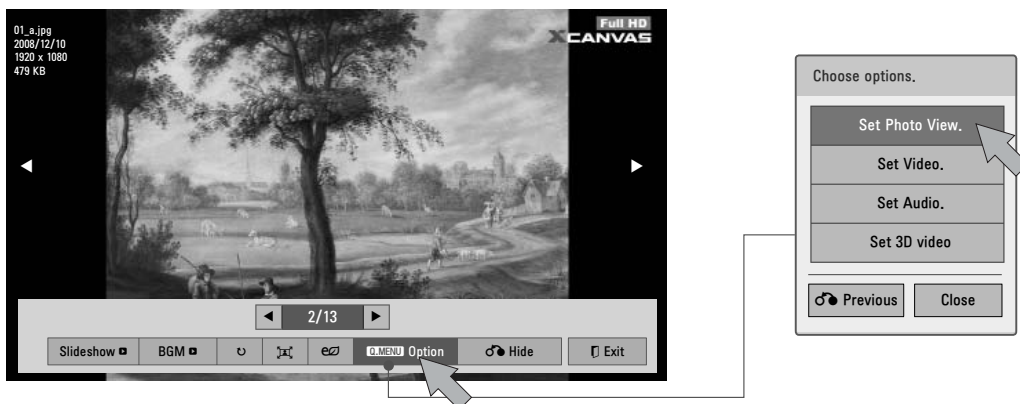 01_a.jpg
2008/12/10
1920 x 1080
479 KB
Full HD
XCANVAS
2/13
Slideshow
BGM
Q.MENU Option
Hide
Exit
Choose options.
Set Photo View.
Set Video.
Set Audio.
Set 3D video
Previous
Close